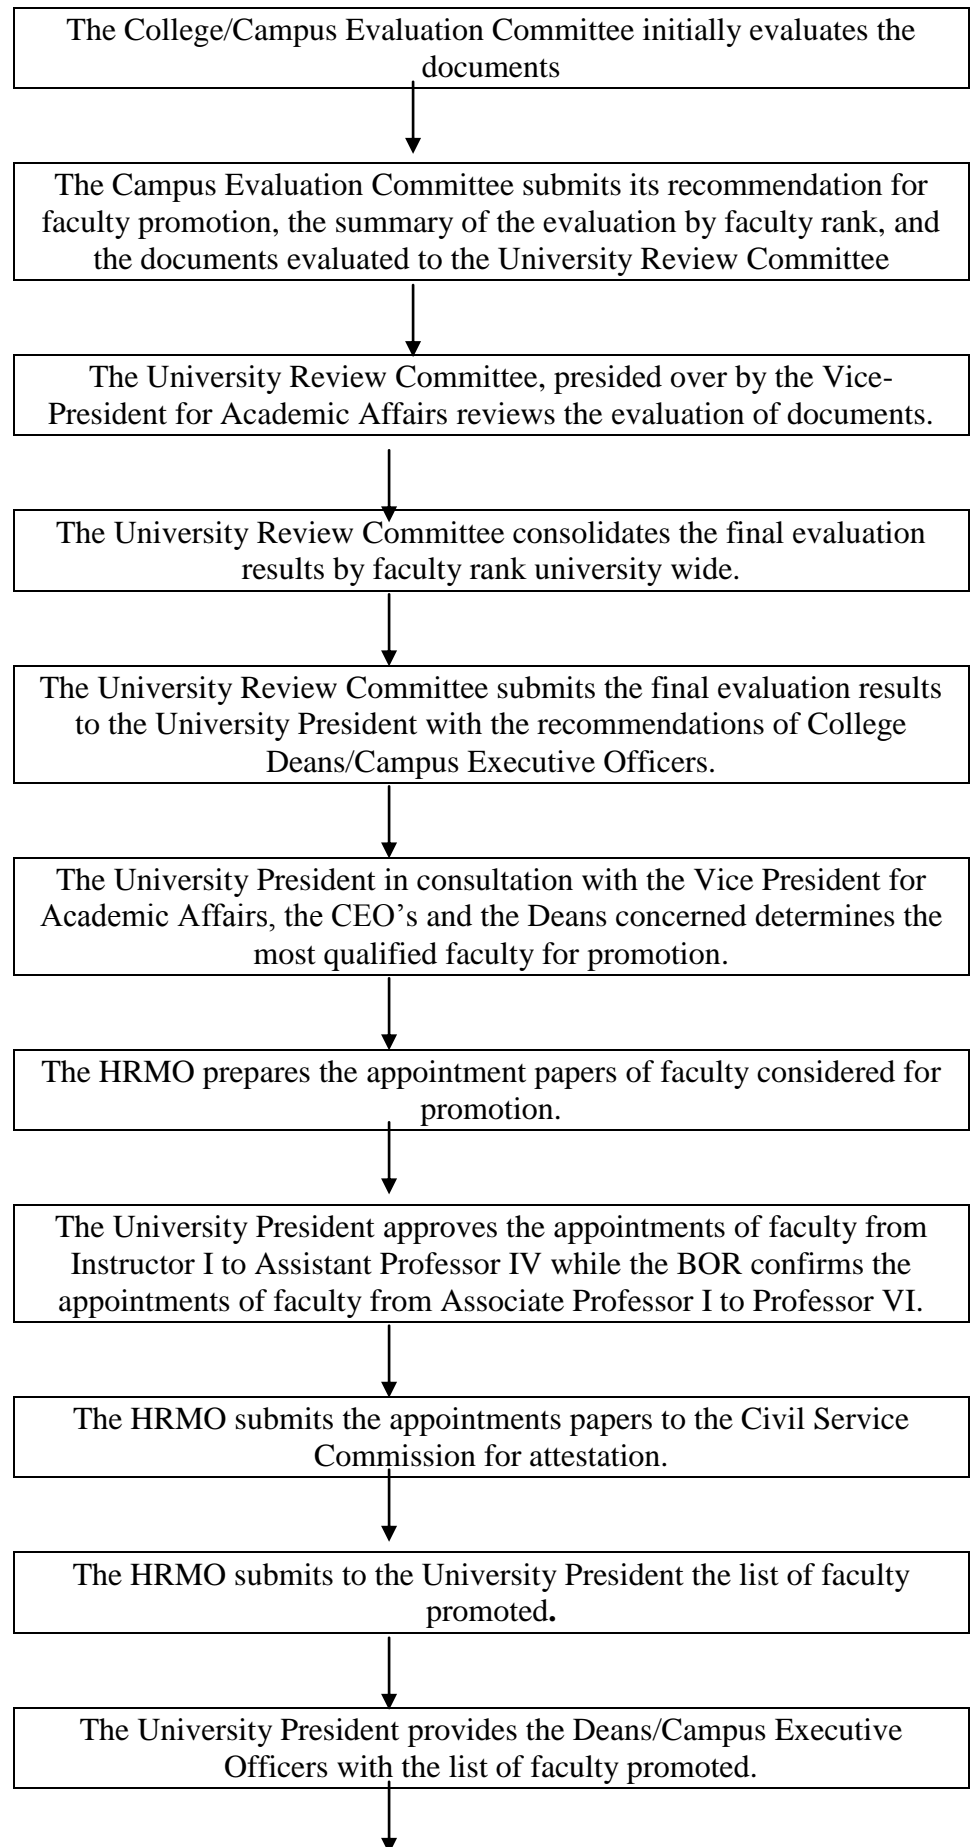 The College/Campus Evaluation Committee initially evaluates the
documents
The Campus Evaluation Committee submits its recommendation for
faculty promotion, the summary of the evaluation by faculty rank, and
the documents evaluated to the University Review Committee
The University Review Committee, presided over by the Vice-
President for Academic Affairs reviews the evaluation of documents.
The University Review Committee consolidates the final evaluation
results by faculty rank university wide.
The University Review Committee submits the final evaluation results
to the University President with the recommendations of College
Deans/Campus Executive Officers.
The University President in consultation with the Vice President for
Academic Affairs, the CEO’s and the Deans concerned determines the
most qualified faculty for promotion.
The HRMO prepares the appointment papers of faculty considered for
promotion.
The University President approves the appointments of faculty from
Instructor I to Assistant Professor IV while the BOR confirms the
appointments of faculty from Associate Professor I to Professor VI.
The HRMO submits the appointments papers to the Civil Service
Commission for attestation.
The HRMO submits to the University President the list of faculty
promoted.
The University President provides the Deans/Campus Executive
Officers with the list of faculty promoted.